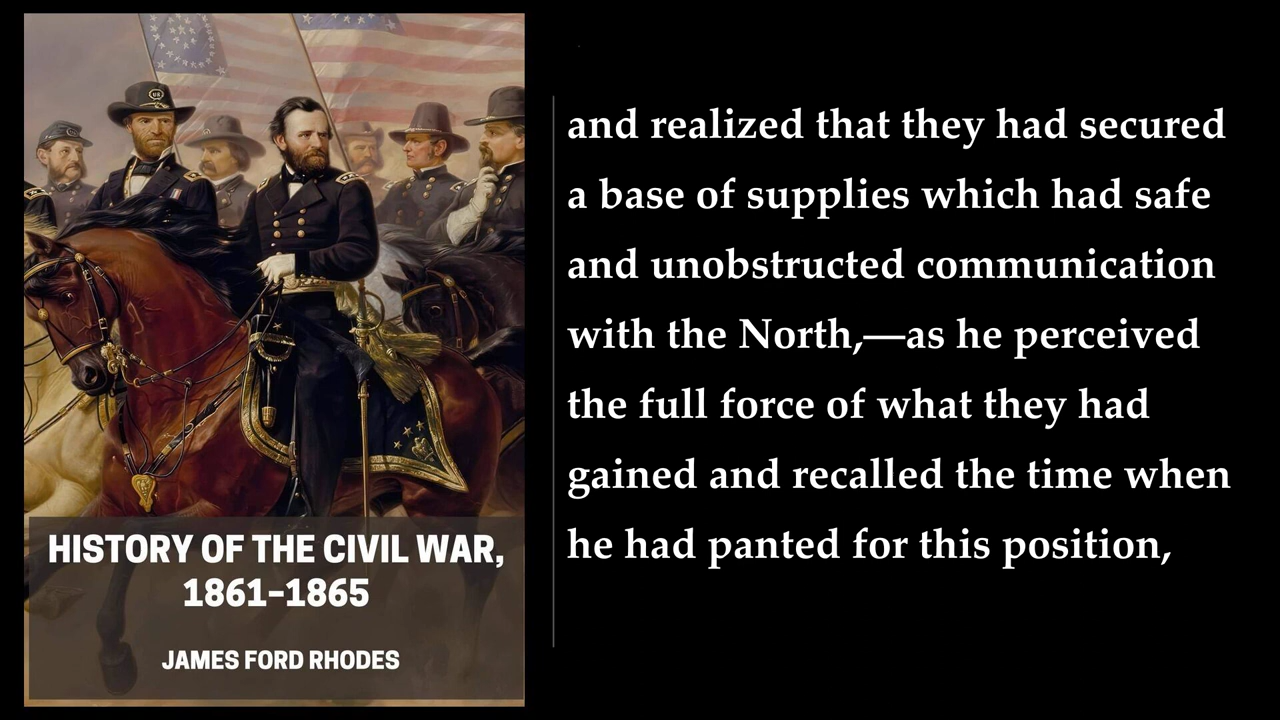 HISTORY OF THE CIVIL WAR,
1861–1865
JAMES FORD RHODES
and realized that they had secured
a base of supplies which had safe
and unobstructed communication
with the North,—as he perceived
the full force of what they had
gained and recalled the time when
he had panted for this position,